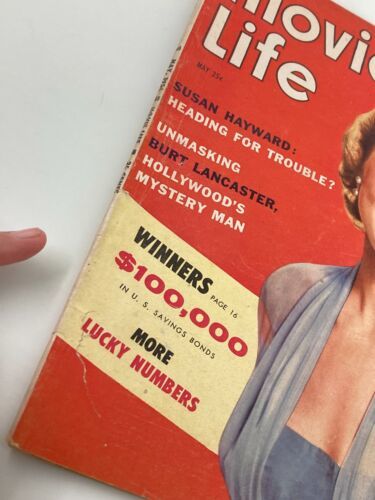 movie
Life
MAY 25¢
SUSAN HAYWARD:
HEADING FOR TROUBLE?
UNMASKING
BURT LANCASTER,
HOLLYWOOD'S
MYSTERY MAN
WINNERS PAGE 16
$100,000
IN U. S. SAVINGS BONDS
MORE
LUCKY NUMBERS